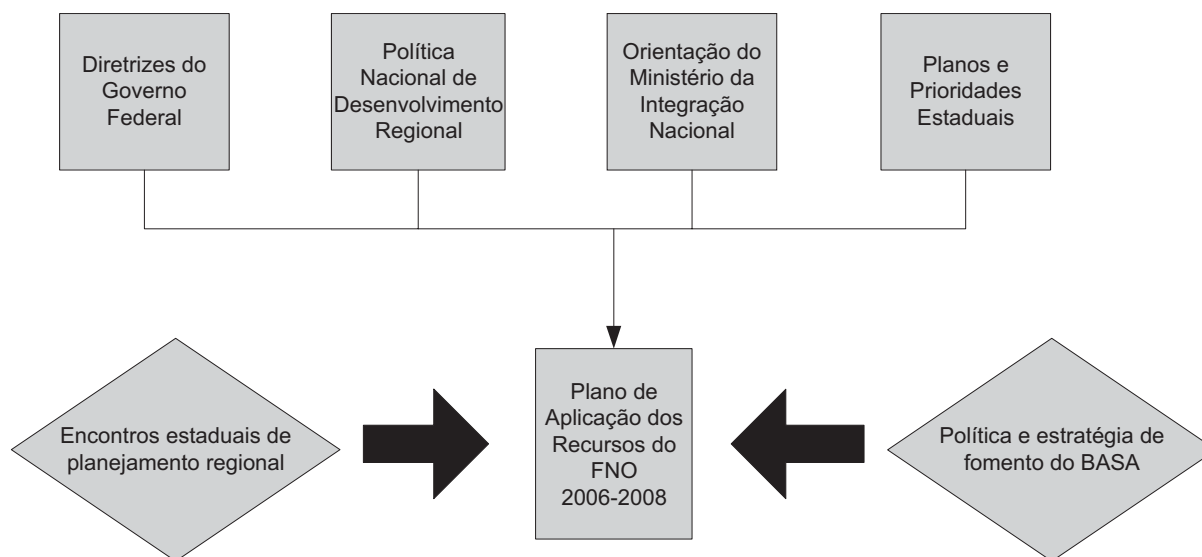 Diretrizes do
Governo
Federal
Política
Nacional de
Desenvolvimento
Regional
Orientação do
Ministério da
Integração
Nacional
Planos e
Prioridades
Estaduais
Encontros estaduais de
planejamento regional
Plano de
Aplicação dos
Recursos do
FNO
2006-2008
Política e estratégia de
fomento do BASA